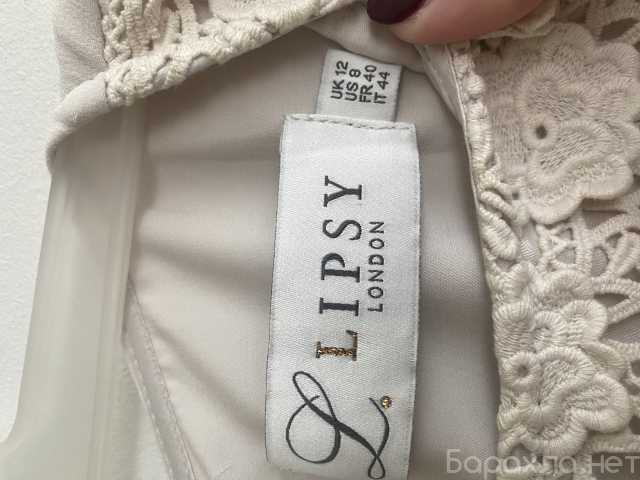 UK 12
US 8
FR 40
IT 44
LIPSY
LONDON
L.
Барахла.нет